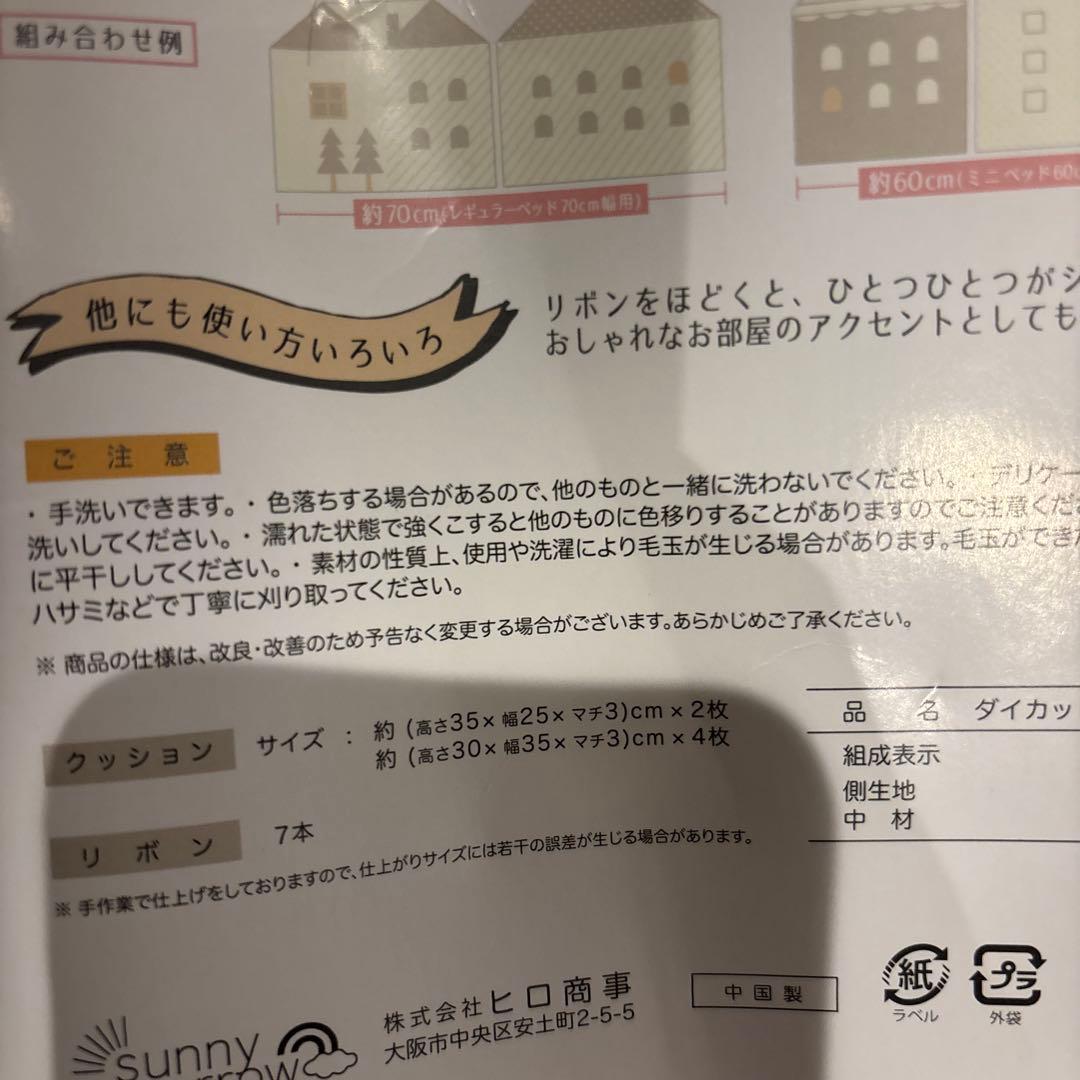 組み合わせ例
約70cm(レギュラーベッド70cm幅用)
約60cm(ミニベッド60c
他にも使い方いろいろ
リボンをほどくと、ひとつひとつがシ
おしゃれなお部屋のアクセントとしても
ご注意
・手洗いできます。・色落ちする場合があるので、他のものと一緒に洗わないでください。・デリケー
洗いしてください。・濡れた状態で強くこすると他のものに色移りすることがありますのでご注意くだ
に平干ししてください。・素材の性質上、使用や洗濯により毛玉が生じる場合があります。毛玉ができ
ハサミなどで丁寧に刈り取ってください。
※商品の仕様は、改良・改善のため予告なく変更する場合がございます。あらかじめご了承ください。
クッション サイズ : 約(高さ35×幅25×マチ3)cm×2枚
約(高さ30×幅35×マチ3)cm×4枚
リボン 7本
※手作業で仕上げをしておりますので、仕上がりサイズには若干の誤差が生じる場合があります。
品名 ダイカッ
組成表示
側生地
中材
sunny
株式会社ヒロ商事
大阪市中央区安土町2-5-5
中国製
紙
ラベル
プラ
外袋